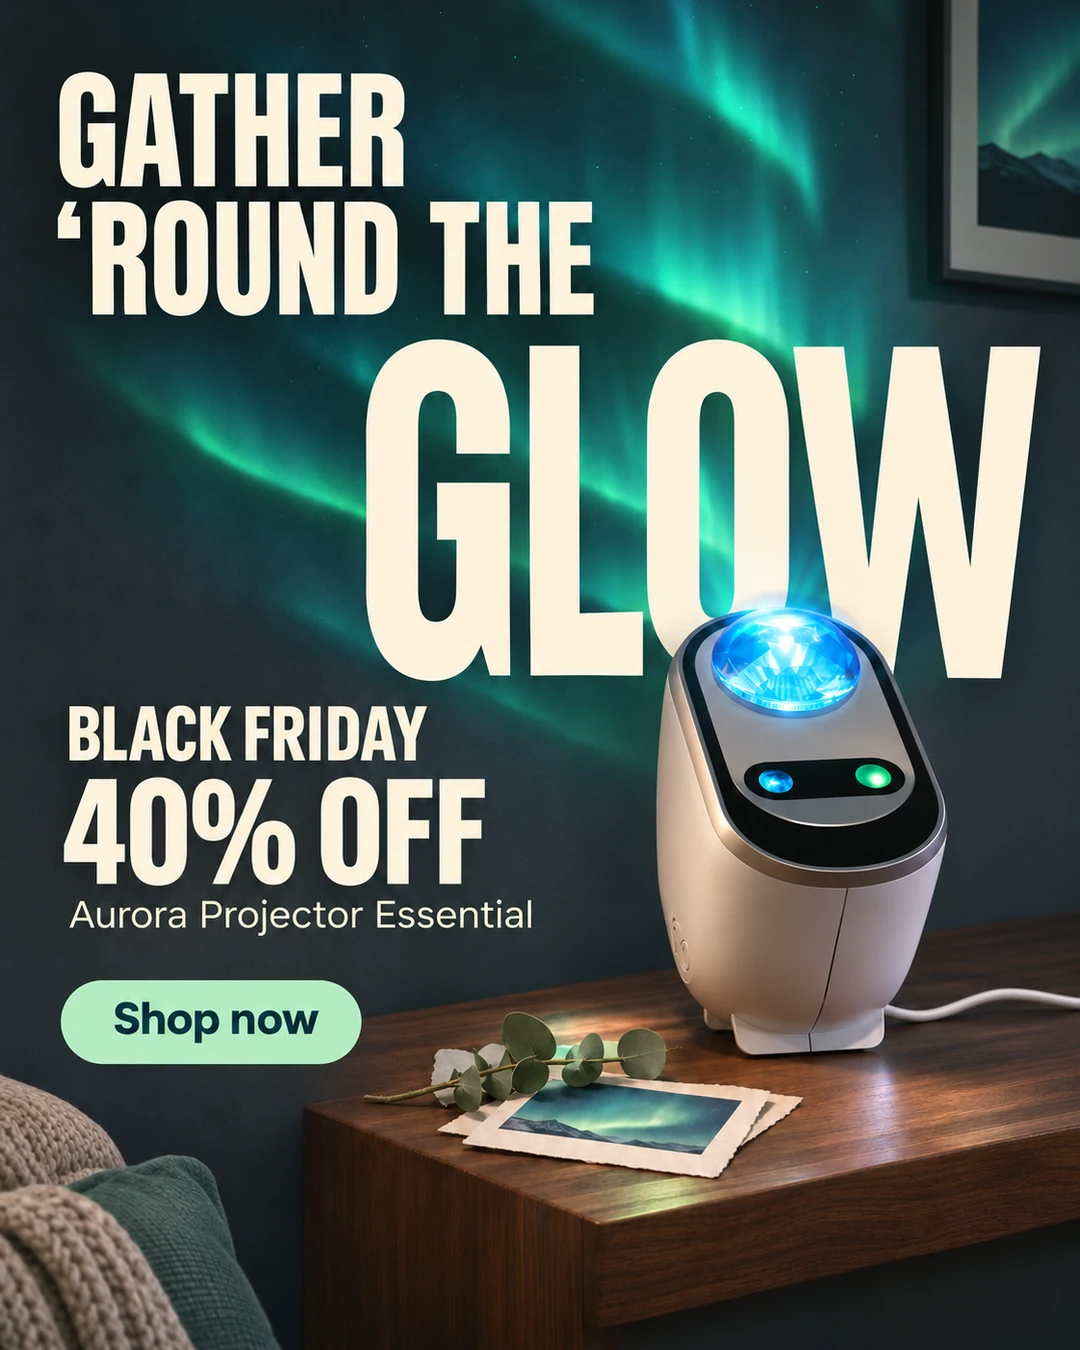 GATHER
‘ROUND THE
GLOW
BLACK FRIDAY
40% OFF
Aurora Projector Essential
Shop now